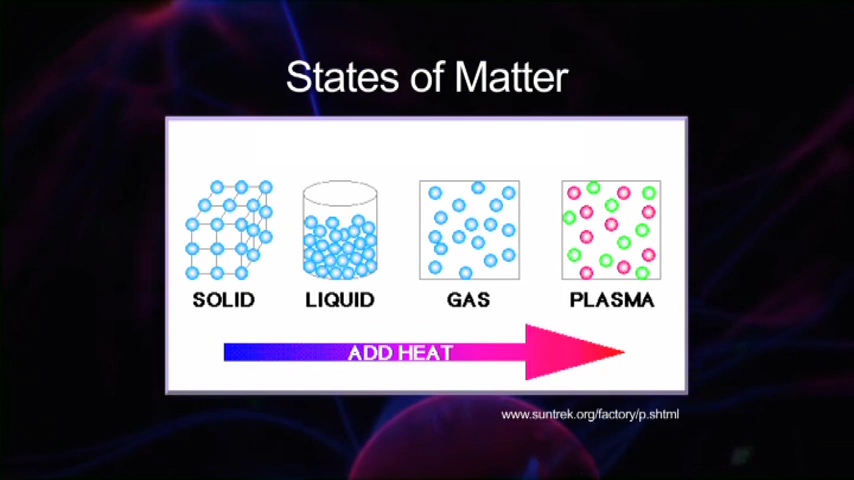 States of Matter
SOLID LIQUID GAS PLASMA
ADD HEAT
www.suntrek.org/factory/p.shtml